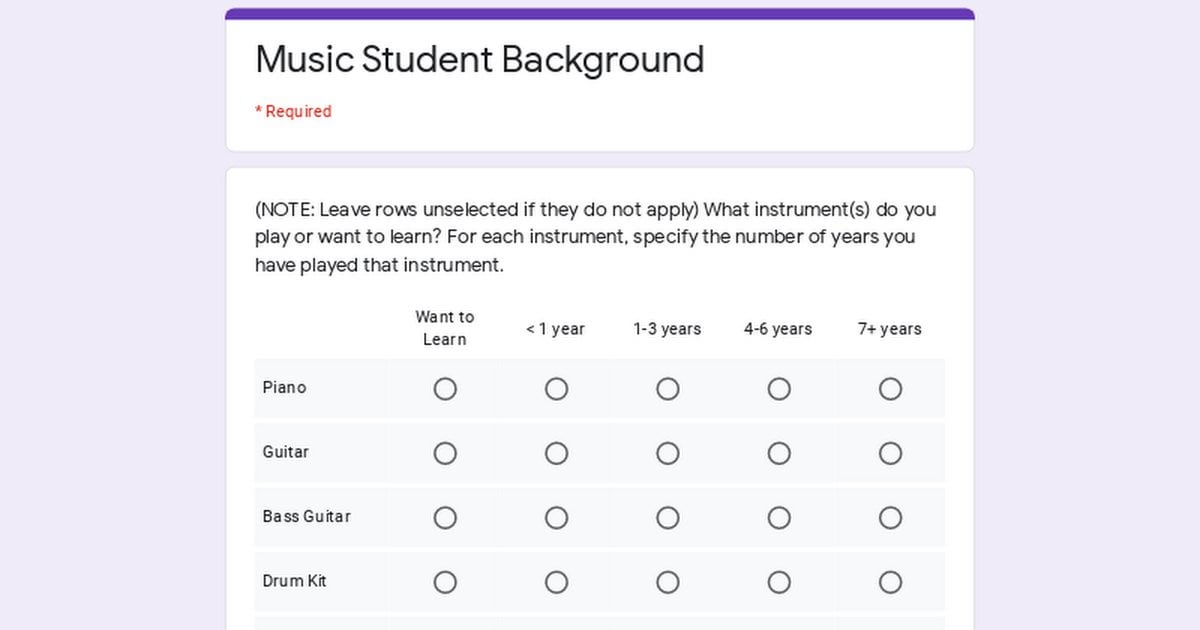 Music Student Background
* Required
(NOTE: Leave rows unselected if they do not apply) What instrument(s) do you
play or want to learn? For each instrument, specify the number of years you
have played that instrument.
Want to
Learn
< 1 year
1-3 years
4-6 years
7+ years
Piano
Guitar
Bass Guitar
Drum Kit